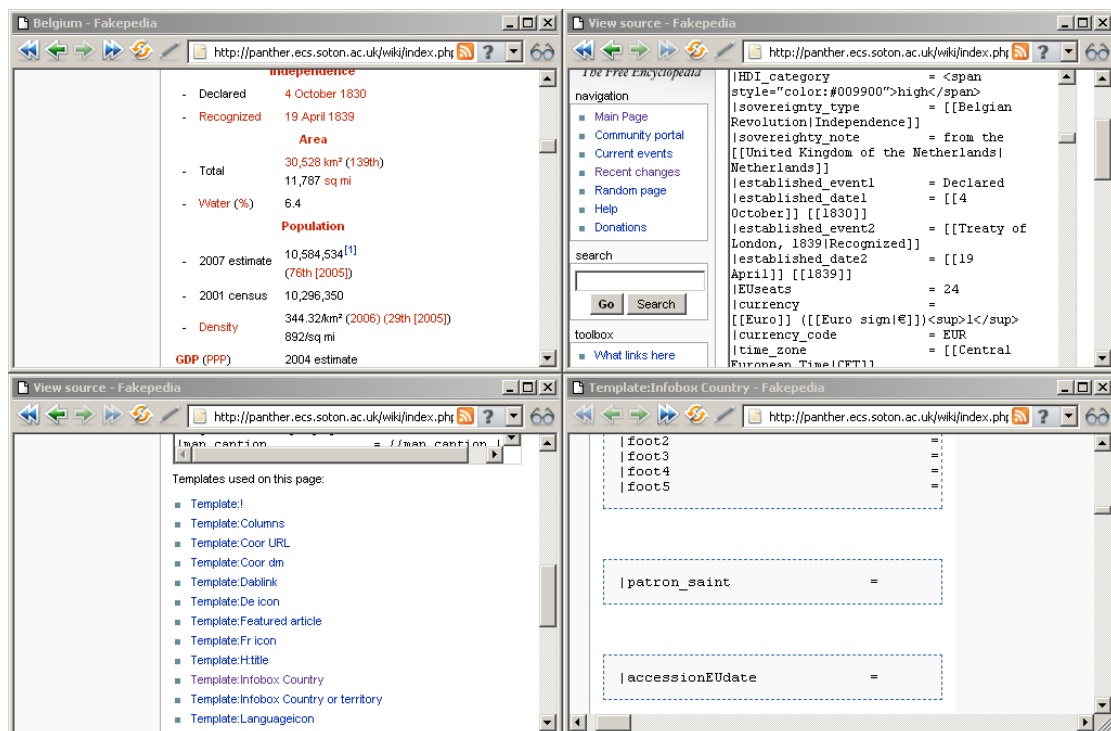 Belgium - Fakepedia
http://panther.ecs.soton.ac.uk/wiki/index.php
Independence
- Declared 4 October 1830
- Recognized 19 April 1839
Area
- Total 30,528 km² (139th)
11,787 sq mi
- Water (%) 6.4
Population
- 2007 estimate 10,584,534[1]
(76th [2005])
- 2001 census 10,296,350
- Density 344.32/km² (2006) (29th [2005])
892/sq mi
GDP (PPP) 2004 estimate
View source - Fakepedia
http://panther.ecs.soton.ac.uk/wiki/index.php
The Free Encyclopedia
navigation
Main Page
Community portal
Current events
Recent changes
Random page
Help
Donations
search
Go Search
toolbox
What links here
|HDI_category = <span
style="color:#009900">high</span>
|sovereignty_type = [[Belgian
Revolution|Independence]]
|sovereighty_note = from the
[[United Kingdom of the Netherlands|
Netherlands]]
|established_event1 = Declared
|established_date1 = [[4
October]] [[1830]]
|established_event2 = [[Treaty of
London, 1839|Recognized]]
|established_date2 = [[19
April]] [[1839]]
|EUseats = 24
|currency =
[[Euro]] ([[Euro sign|€]])<sup>1</sup>
|currency_code = EUR
|time_zone = [[Central
European Time|CET]]
View source - Fakepedia
http://panther.ecs.soton.ac.uk/wiki/index.php
|map_caption = {{map_caption|
Templates used on this page:
Template:!
Template:Columns
Template:Coor URL
Template:Coor dm
Template:Dablink
Template:De icon
Template:Featured article
Template:Fr icon
Template:H:title
Template:Infobox Country
Template:Infobox Country or territory
Template:Languageicon
Template:Infobox Country - Fakepedia
http://panther.ecs.soton.ac.uk/wiki/index.php
|foot2 =
|foot3 =
|foot4 =
|foot5 =
|patron_saint =
|accessionEUdate =